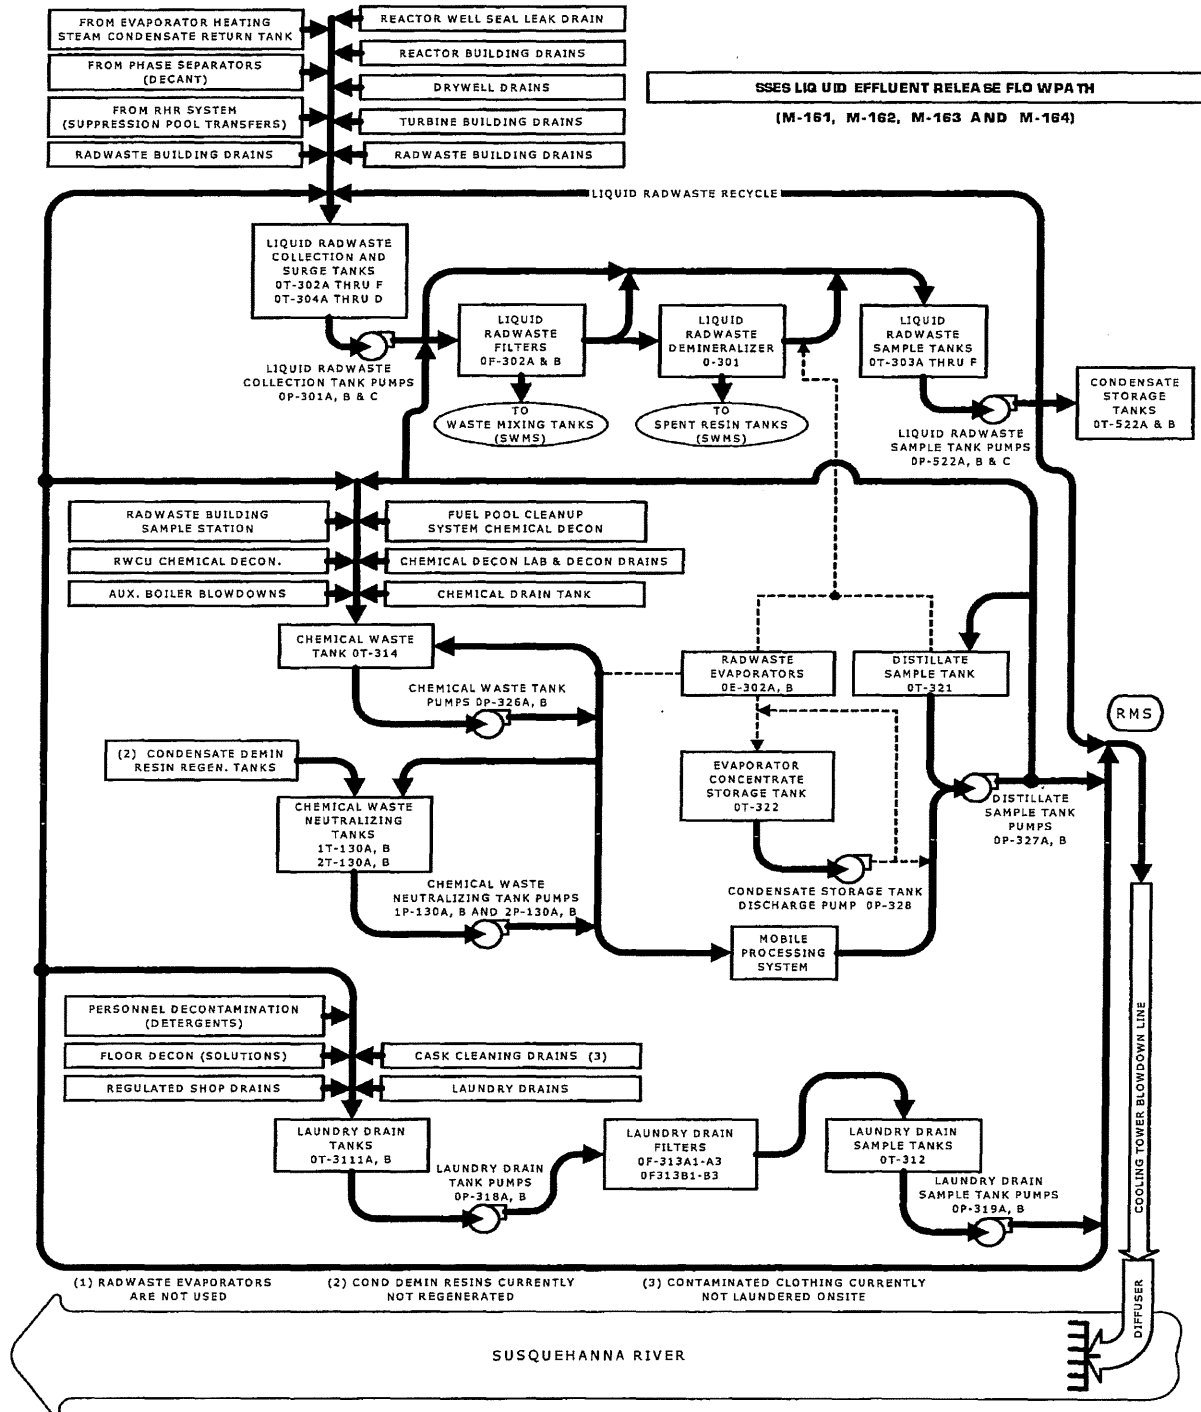 FROM EVAPORATOR HEATING
STEAM CONDENSATE RETURN TANK
REACTOR WELL SEAL LEAK DRAIN
FROM PHASE SEPARATORS
(DECANT)
REACTOR BUILDING DRAINS
DRYWELL DRAINS
FROM RHR SYSTEM
(SUPPRESSION POOL TRANSFERS)
TURBINE BUILDING DRAINS
RADWASTE BUILDING DRAINS
RADWASTE BUILDING DRAINS
SSES LIQUID EFFLUENT RELEASE FLOWPATH
(M-161, M-162, M-163 AND M-164)
LIQUID RADWASTE RECYCLE
LIQUID RADWASTE
COLLECTION AND
SURGE TANKS
0T-302A THRU F
0T-304A THRU D
LIQUID RADWASTE
COLLECTION TANK PUMPS
0P-301A, B & C
LIQUID
RADWASTE
FILTERS
0F-302A & B
TO
WASTE MIXING TANKS
(SWMS)
LIQUID
RADWASTE
DEMINERALIZER
0-301
TO
SPENT RESIN TANKS
(SWMS)
LIQUID
RADWASTE
SAMPLE TANKS
0T-303A THRU F
LIQUID RADWASTE
SAMPLE TANK PUMPS
0P-522A, B & C
CONDENSATE
STORAGE
TANKS
0T-522A & B
RADWASTE BUILDING
SAMPLE STATION
FUEL POOL CLEANUP
SYSTEM CHEMICAL DECON
RWCU CHEMICAL DECON.
CHEMICAL DECON LAB & DECON DRAINS
AUX. BOILER BLOWDOWNS
CHEMICAL DRAIN TANK
CHEMICAL WASTE
TANK 0T-314
CHEMICAL WASTE TANK
PUMPS 0P-326A, B
RADWASTE
EVAPORATORS
0E-302A, B
DISTILLATE
SAMPLE TANK
0T-321
RMS
(2) CONDENSATE DEMIN
RESIN REGEN. TANKS
EVAPORATOR
CONCENTRATE
STORAGE TANK
0T-322
CHEMICAL WASTE
NEUTRALIZING
TANKS
1T-130A, B
2T-130A, B
DISTILLATE
SAMPLE TANK
PUMPS
0P-327A, B
CHEMICAL WASTE
NEUTRALIZING TANK PUMPS
1P-130A, B AND 2P-130A, B
CONDENSATE STORAGE TANK
DISCHARGE PUMP 0P-328
MOBILE
PROCESSING
SYSTEM
PERSONNEL DECONTAMINATION
(DETERGENTS)
FLOOR DECON (SOLUTIONS)
CASK CLEANING DRAINS (3)
REGULATED SHOP DRAINS
LAUNDRY DRAINS
LAUNDRY DRAIN
TANKS
0T-3111A, B
LAUNDRY DRAIN
TANK PUMPS
0P-318A, B
LAUNDRY DRAIN
FILTERS
0F-313A1-A3
0F313B1-B3
LAUNDRY DRAIN
SAMPLE TANKS
0T-312
LAUNDRY DRAIN
SAMPLE TANK PUMPS
0P-319A, B
COOLING TOWER BLOWDOWN LINE
(1) RADWASTE EVAPORATORS
ARE NOT USED
(2) COND DEMIN RESINS CURRENTLY
NOT REGENERATED
(3) CONTAMINATED CLOTHING CURRENTLY
NOT LAUNDERED ONSITE
DIFFUSER
SUSQUEHANNA RIVER